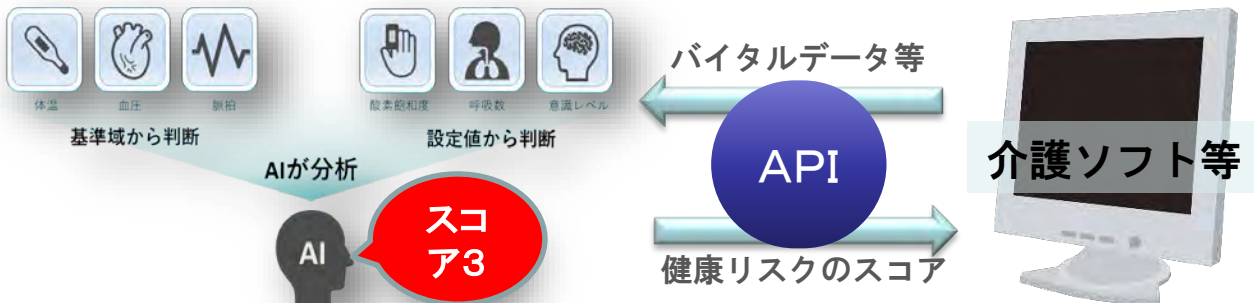 体温 血圧 脈拍
基準域から判断
酸素飽和度 呼吸数 意識レベル
設定値から判断
AIが分析
AI
スコ
ア3
バイタルデータ等
API
健康リスクのスコア
介護ソフト等